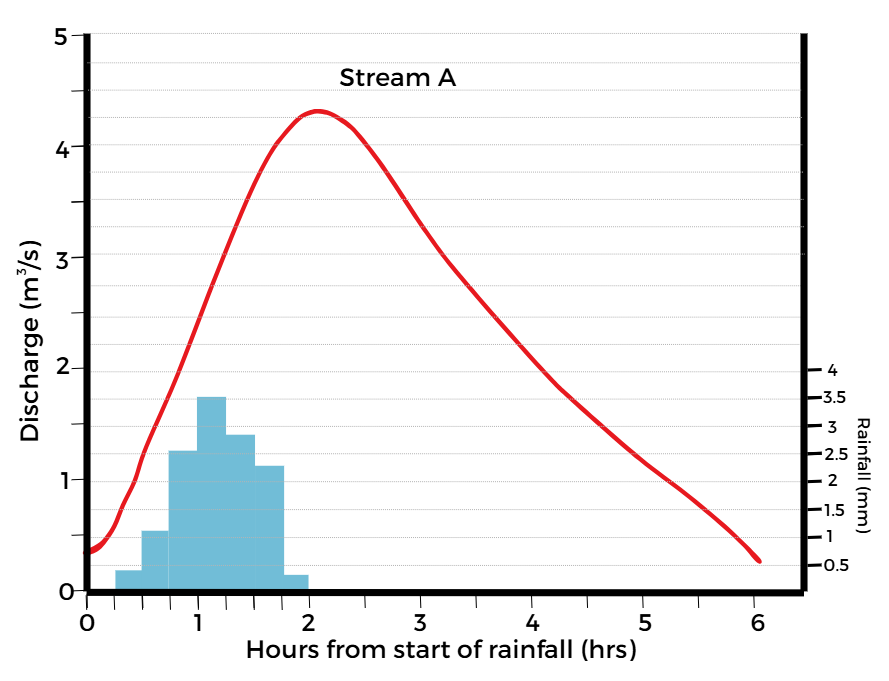 Stream A
Discharge (m³/s)
5
4
3
2
1
0
4
3.5
3
2.5
2
1.5
1
0.5
Rainfall (mm)
0 1 2 3 4 5 6
Hours from start of rainfall (hrs)